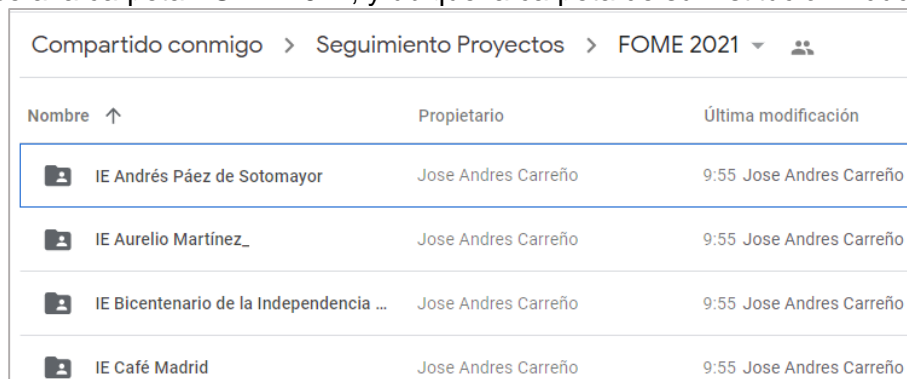 Compartido conmigo > Seguimiento Proyectos > FOME 2021
Nombre ↑ Propietario Última modificación
IE Andrés Páez de Sotomayor Jose Andres Carreño 9:55 Jose Andres Carreño
IE Aurelio Martínez_ Jose Andres Carreño 9:55 Jose Andres Carreño
IE Bicentenario de la Independencia ... Jose Andres Carreño 9:55 Jose Andres Carreño
IE Café Madrid Jose Andres Carreño 9:55 Jose Andres Carreño